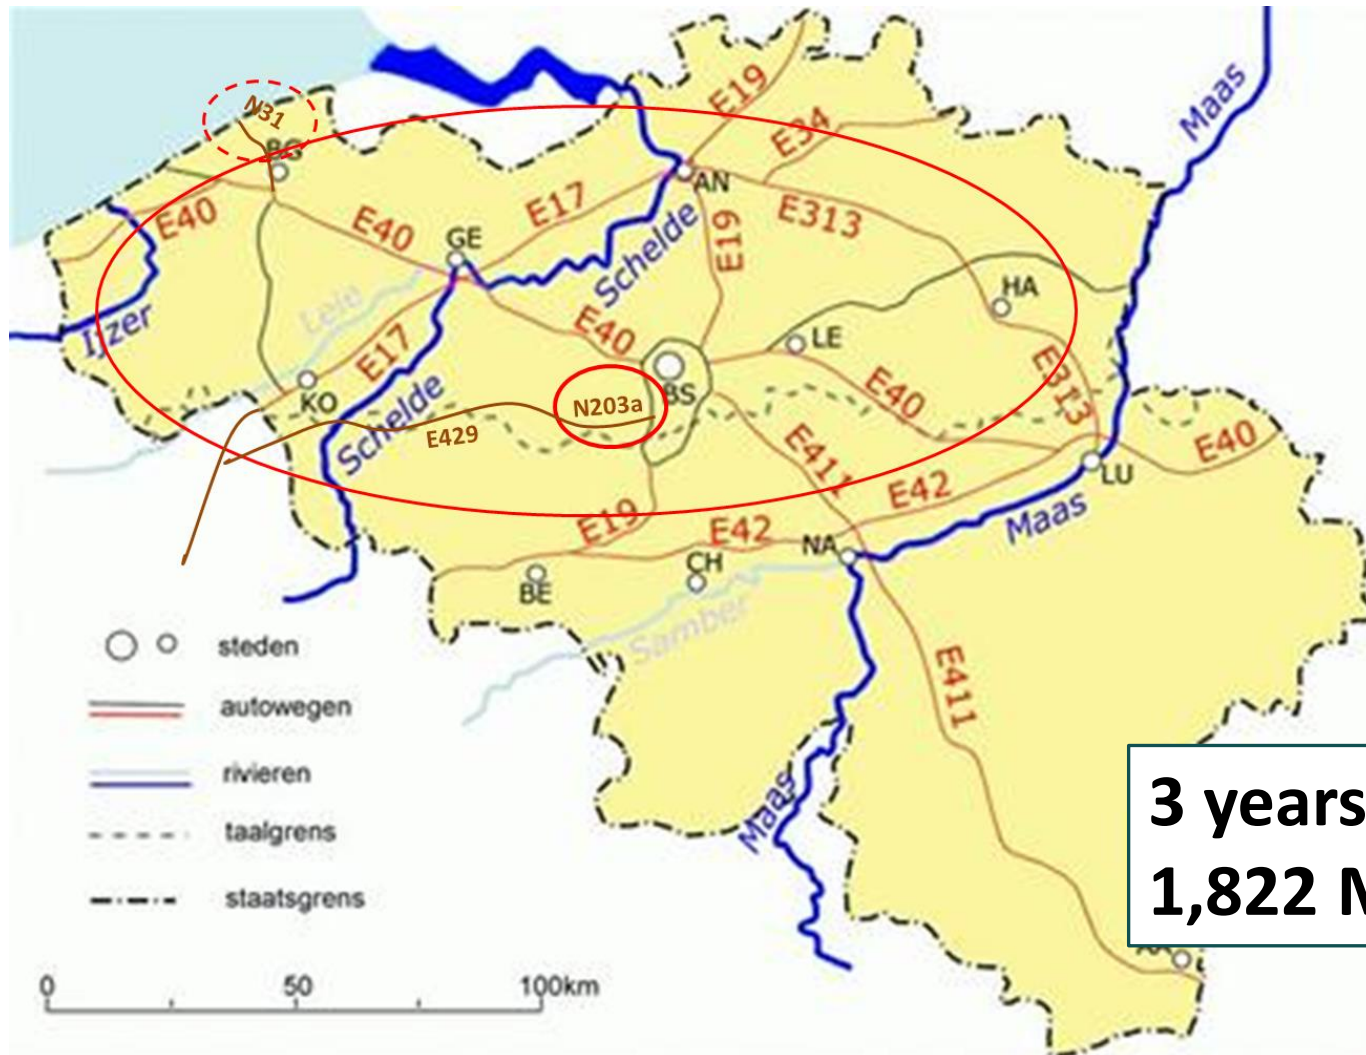 N31
BG
E19
E34
Maas
AN
E17
E40
E40
GE
E313
Schelde
E19
HA
Leie
IJzer
E40
LE
E17
KO
BS
E40
E313
N203a
Schelde
E429
E411
E40
E42
LU
E19
E42
Maas
NA
CH
BE
Samber
E411
Maas
steden
autowegen
rivieren
taalgrens
staatsgrens
3 years
1,822
0 50 100km